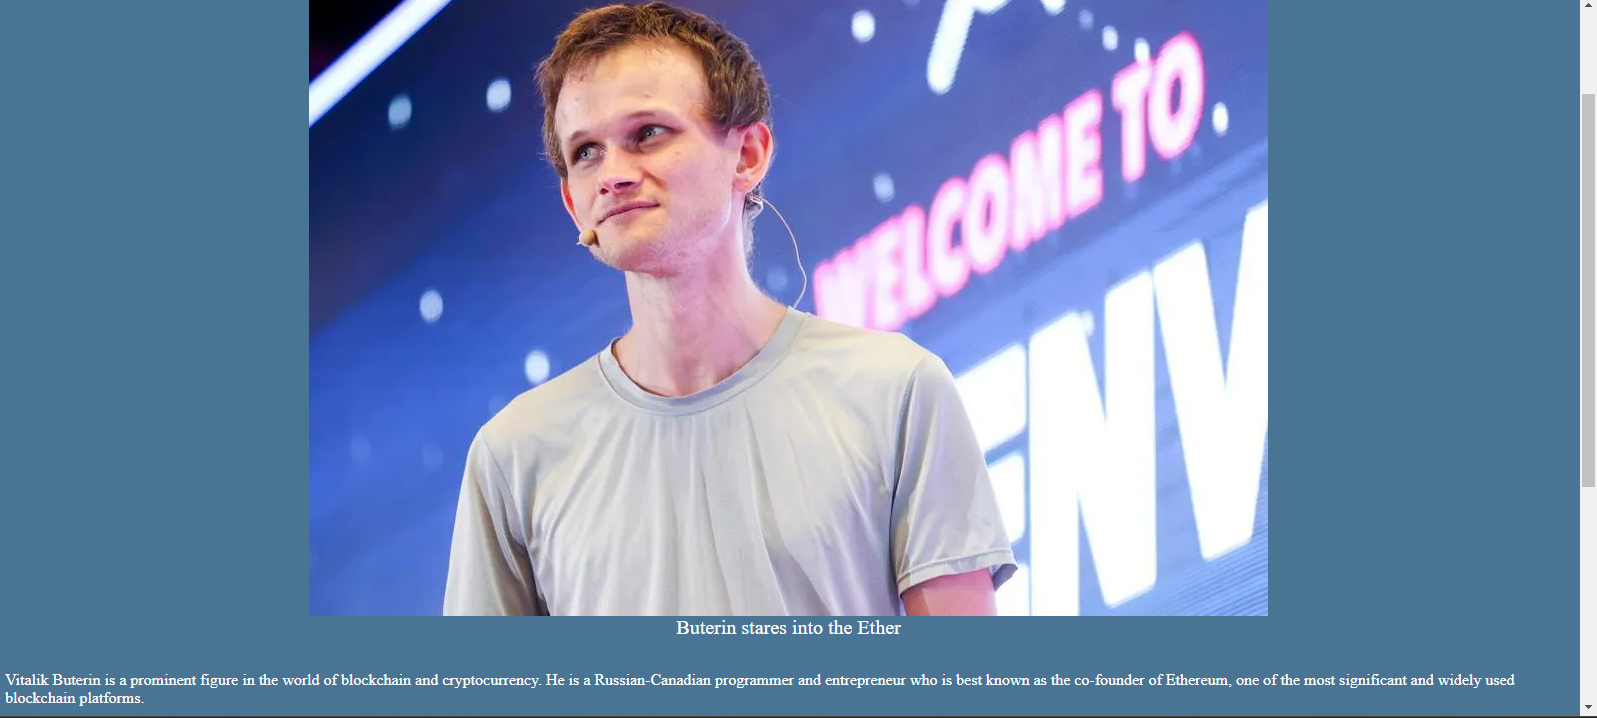 WELCOME TO
ENV
Buterin stares into the Ether
Vitalik Buterin is a prominent figure in the world of blockchain and cryptocurrency. He is a Russian-Canadian programmer and entrepreneur who is best known as the co-founder of Ethereum, one of the most significant and widely used
blockchain platforms.